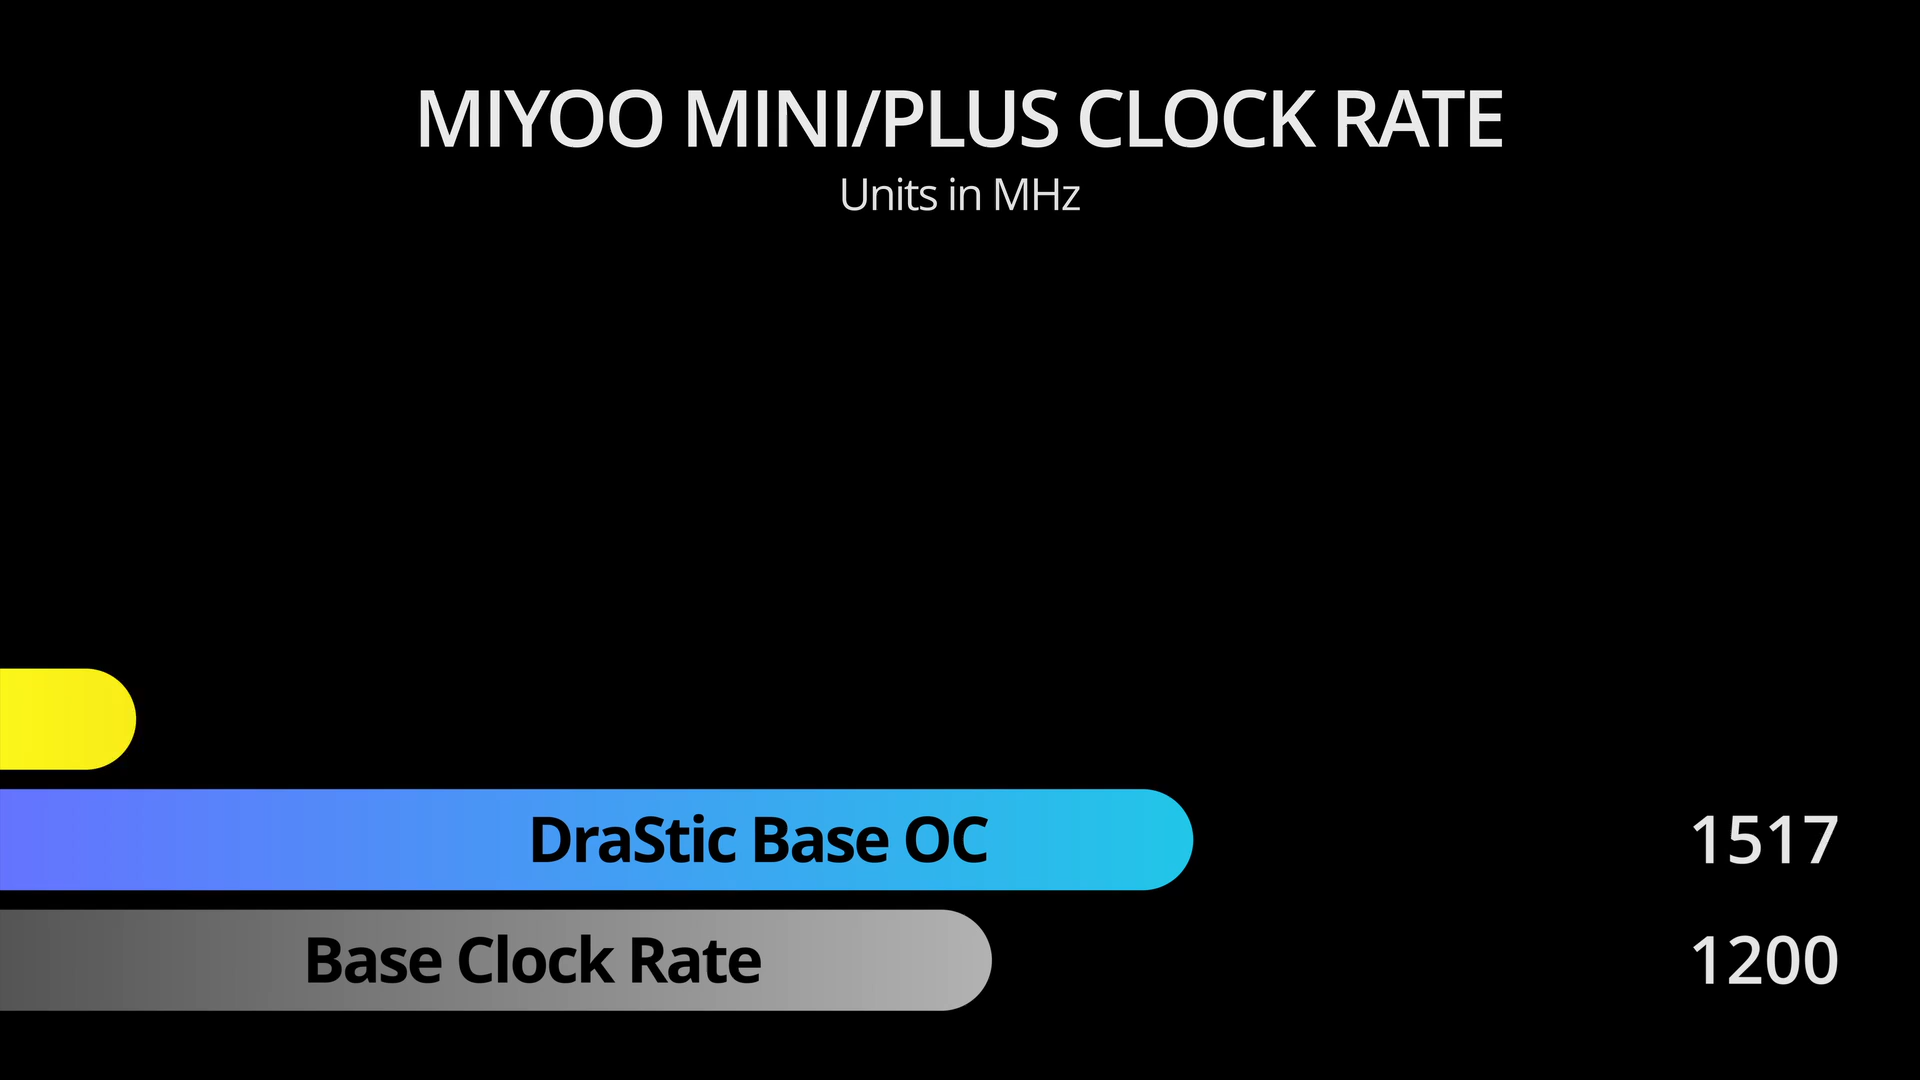 MIYOO MINI/PLUS CLOCK RATE
Units in MHz
DraStic Base OC 1517
Base Clock Rate 1200